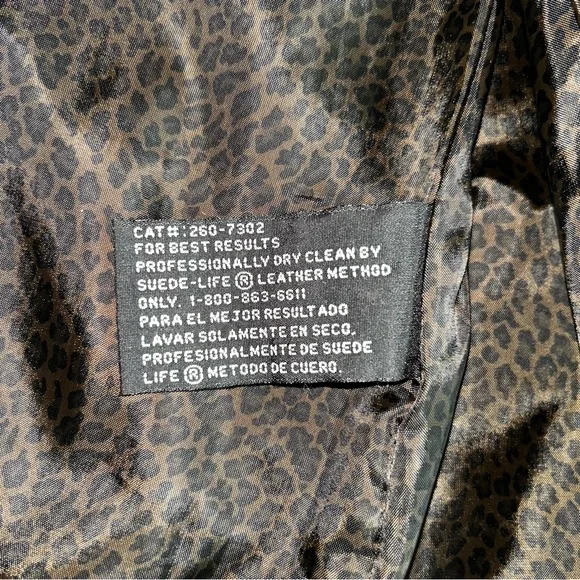 CAT#:260-7302
FOR BEST RESULTS
PROFESSIONALLY DRY CLEAN BY
SUEDE-LIFE ® LEATHER METHOD
ONLY. 1-800-863-6611
PARA EL MEJOR RESULTADO
LAVAR SOLAMENTE EN SECO.
PROFESIONALMENTE DE SUEDE
LIFE ® METODO DE CUERO.